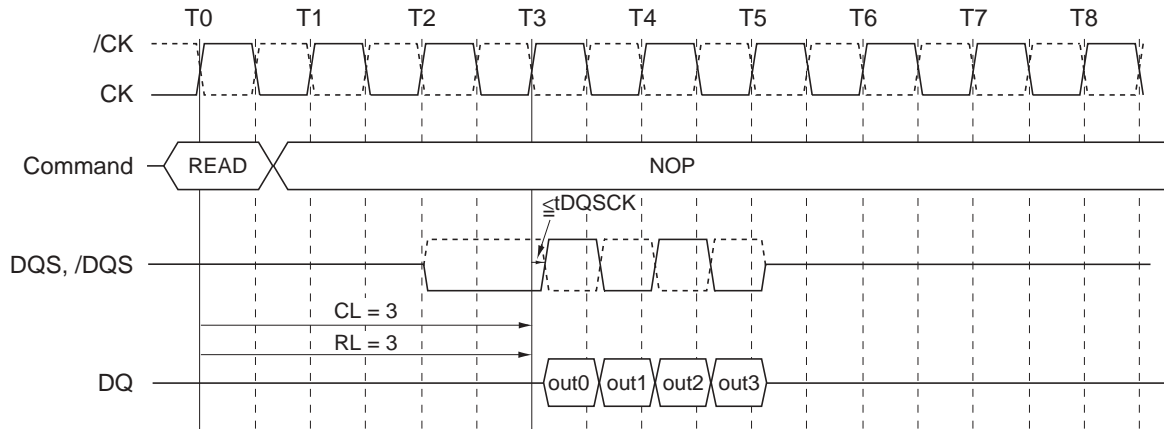 T0 T1 T2 T3 T4 T5 T6 T7 T8
/CK
CK
Command READ NOP
≦tDQSCK
DQS, /DQS
CL = 3
RL = 3
DQ out0 out1 out2 out3